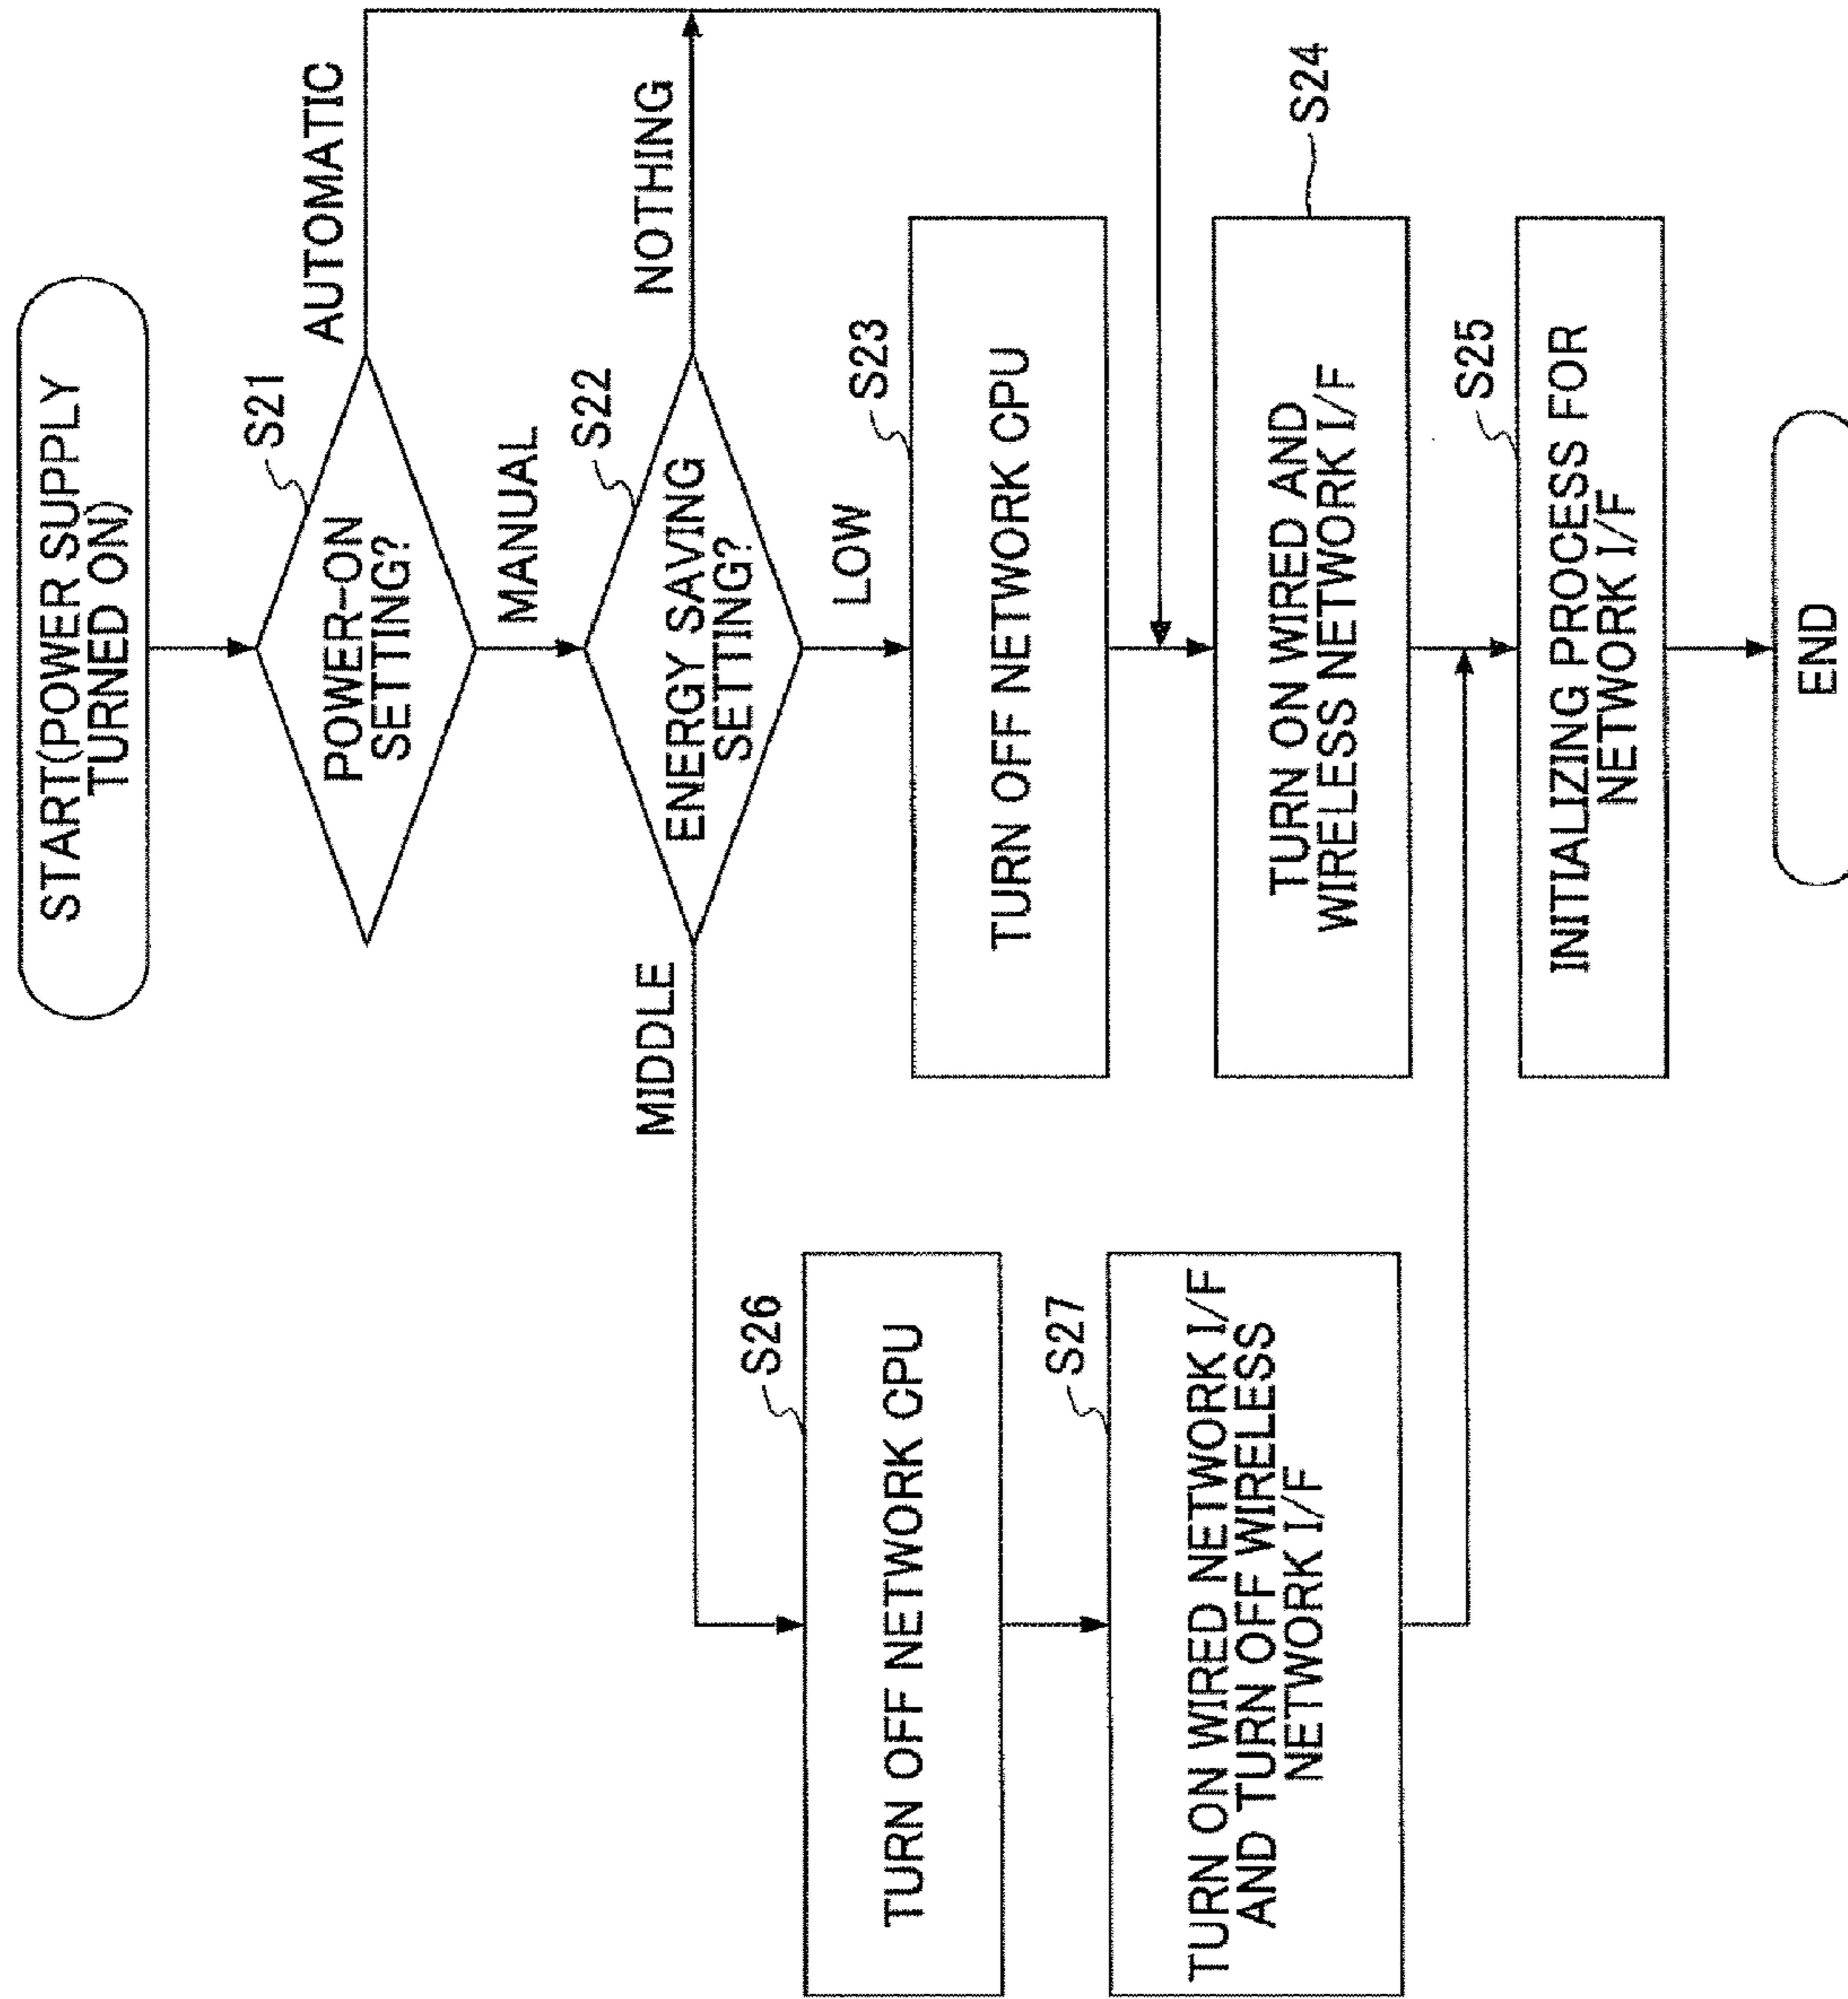 START(POWER SUPPLY
TURNED ON)
S21
POWER-ON
SETTING?
AUTOMATIC
MANUAL
S22
ENERGY SAVING
SETTING?
NOTHING
MIDDLE
LOW
S23
TURN OFF NETWORK CPU
S24
TURN ON WIRED AND
WIRELESS NETWORK I/F
S25
INITIALIZING PROCESS FOR
NETWORK I/F
END
S26
TURN OFF NETWORK CPU
S27
TURN ON WIRED NETWORK I/F
AND TURN OFF WIRELESS
NETWORK I/F